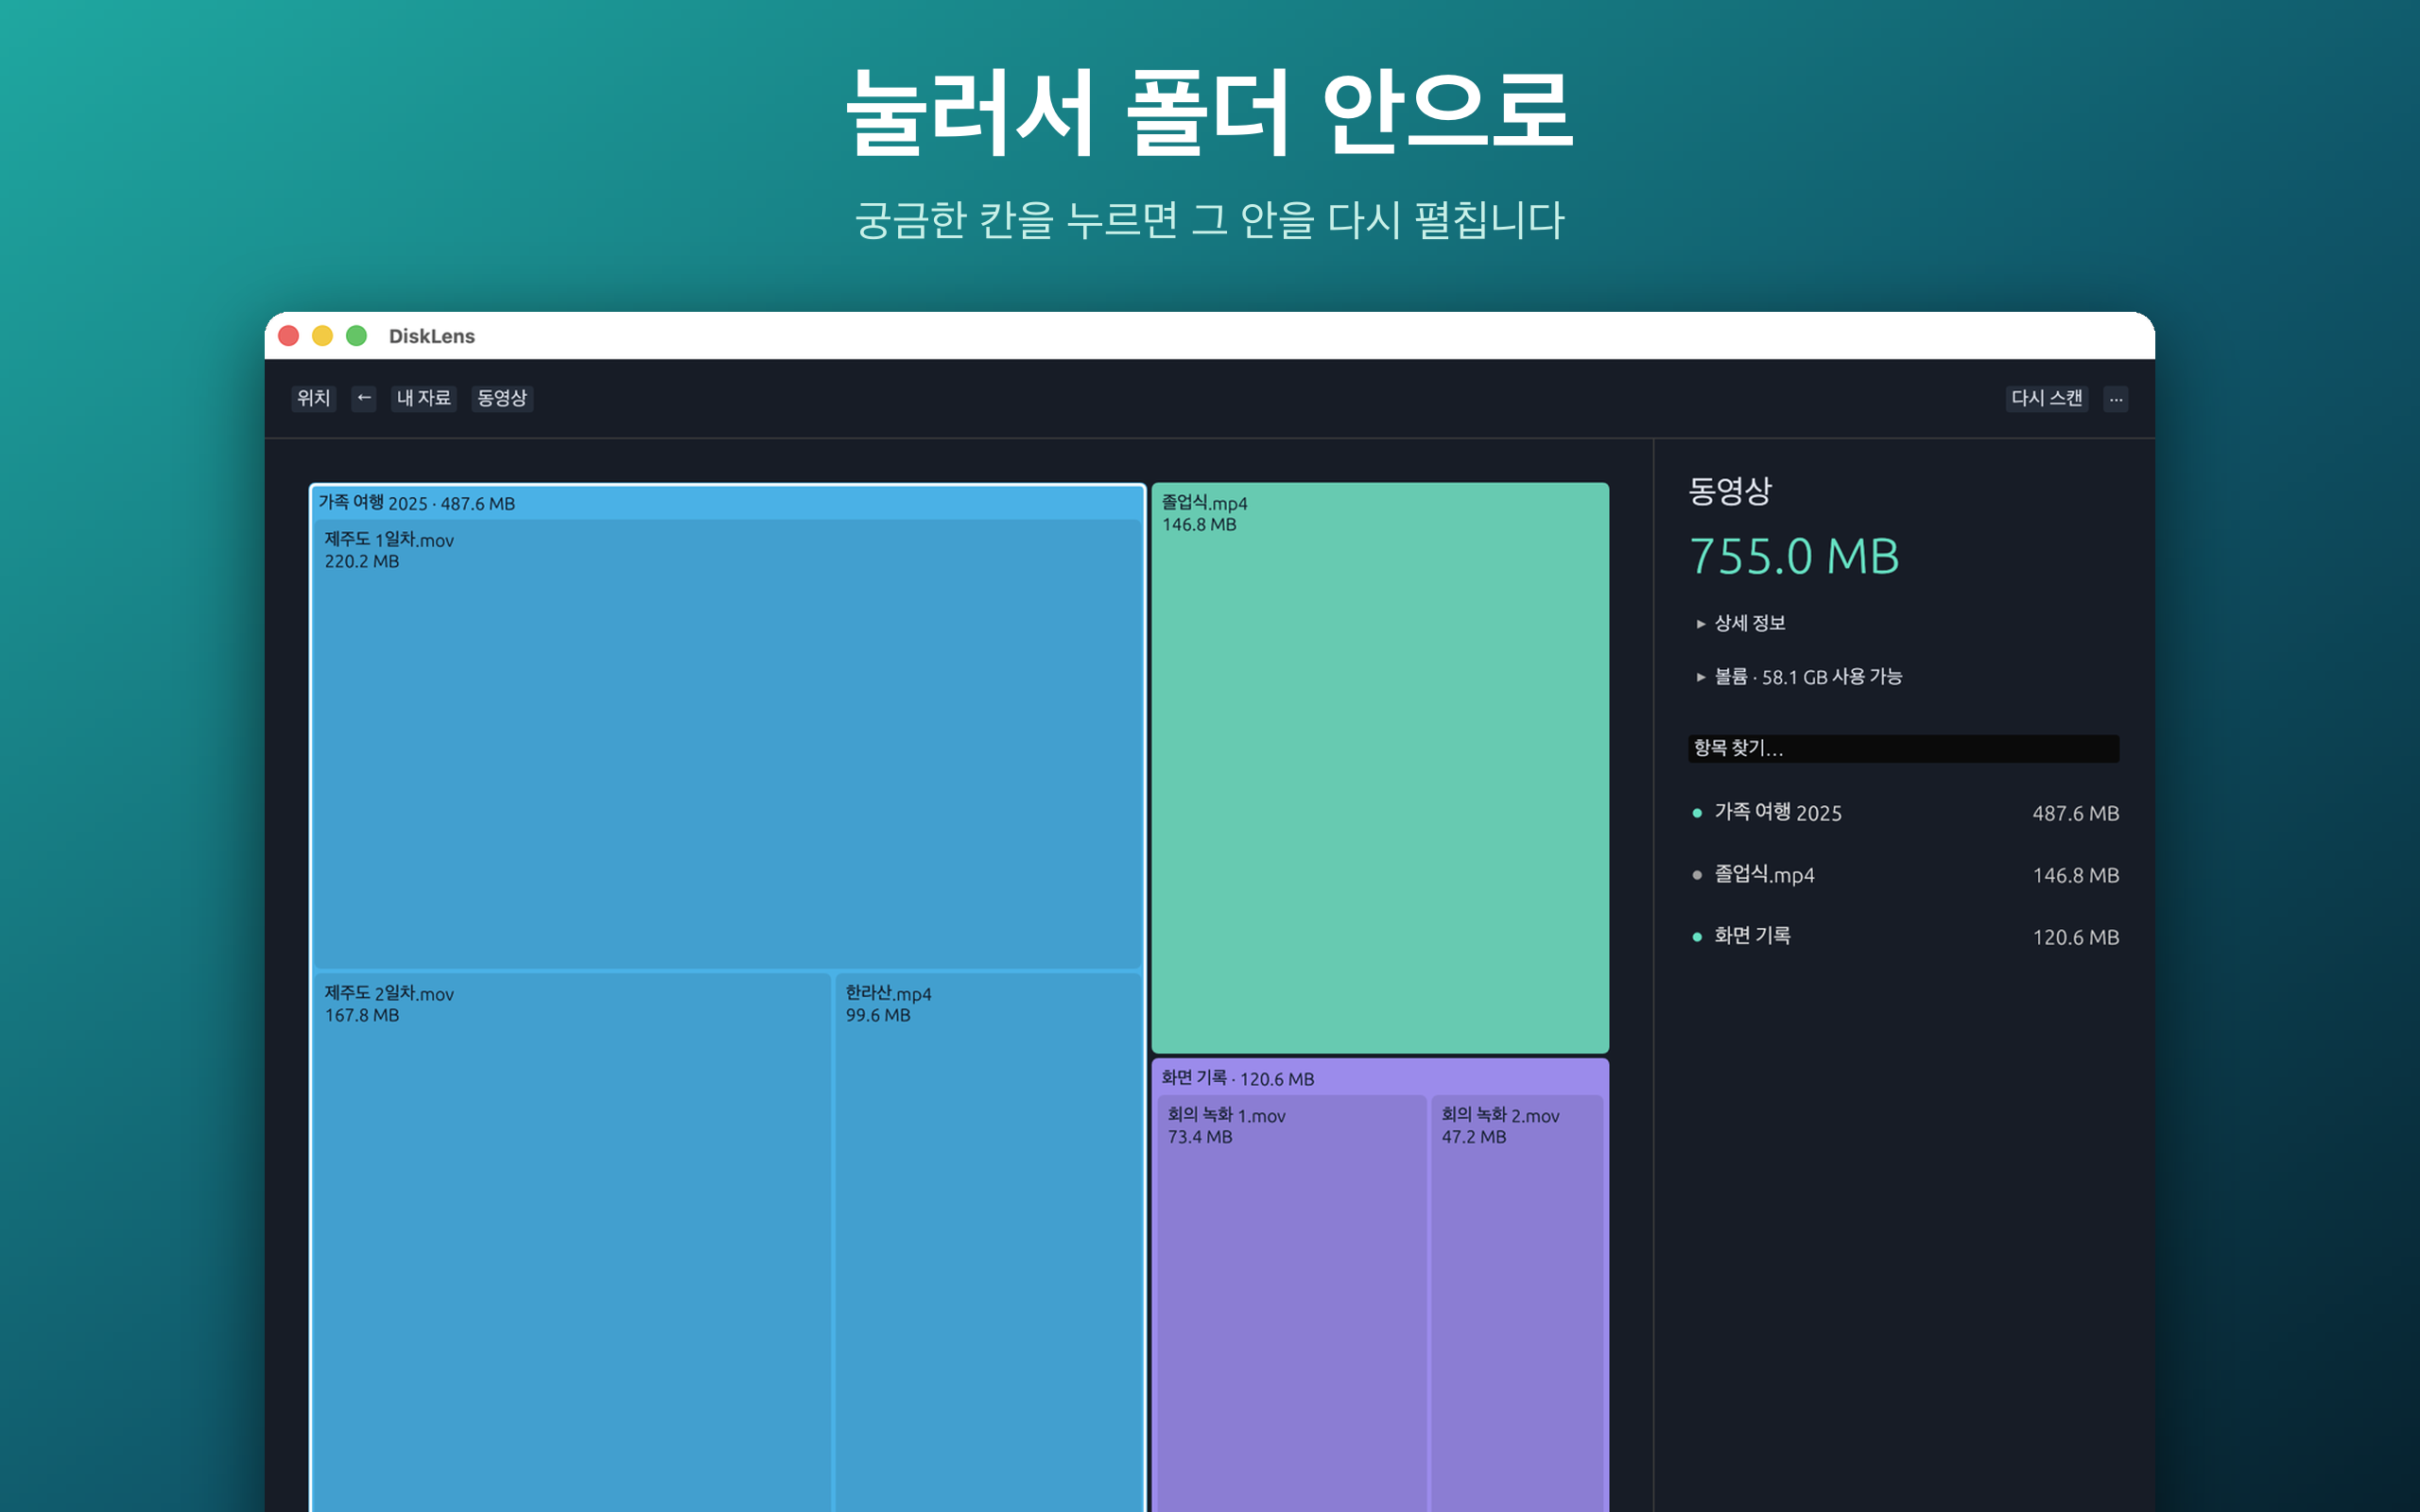 눌러서 폴더 안으로
궁금한 칸을 누르면 그 안을 다시 펼칩니다
DiskLens
위치 ← 내 자료 동영상 다시 스캔 ...
가족 여행 2025 · 487.6 MB
제주도 1일차.mov
220.2 MB
제주도 2일차.mov
167.8 MB
한라산.mp4
99.6 MB
졸업식.mp4
146.8 MB
화면 기록 · 120.6 MB
회의 녹화 1.mov
73.4 MB
회의 녹화 2.mov
47.2 MB
동영상
755.0 MB
▸ 상세 정보
▸ 볼륨 · 58.1 GB 사용 가능
항목 찾기...
가족 여행 2025 487.6 MB
졸업식.mp4 146.8 MB
화면 기록 120.6 MB